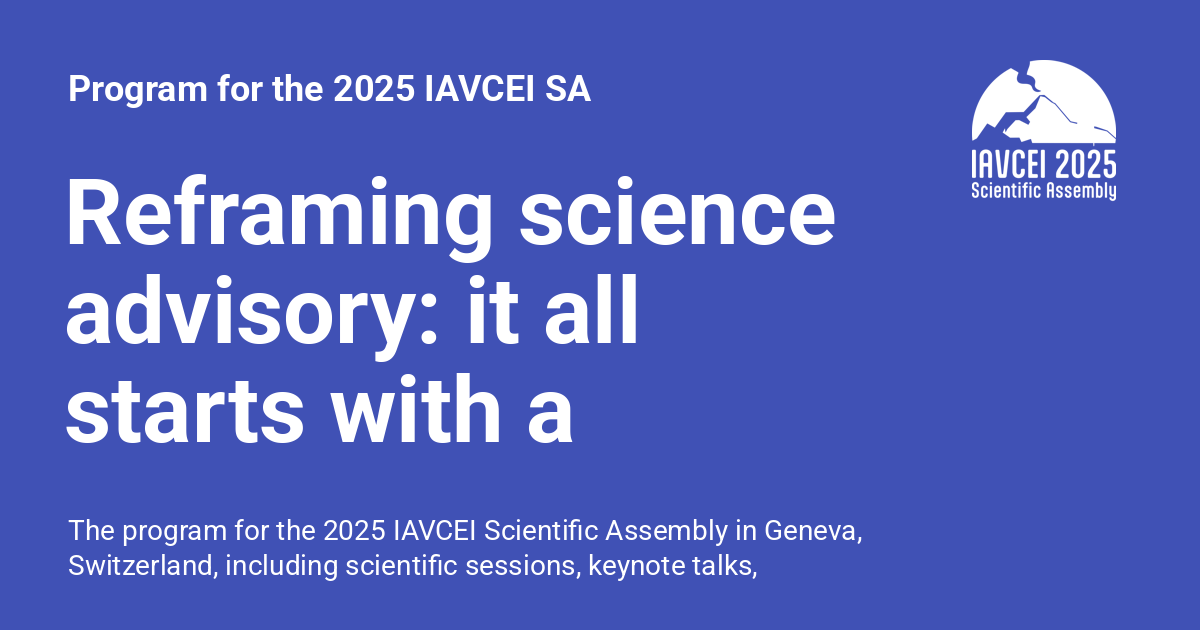 Program for the 2025 IAVCEI SA
IAVCEI 2025
Scientific Assembly
Reframing science
advisory: it all
starts with a
The program for the 2025 IAVCEI Scientific Assembly in Geneva,
Switzerland, including scientific sessions, keynote talks,